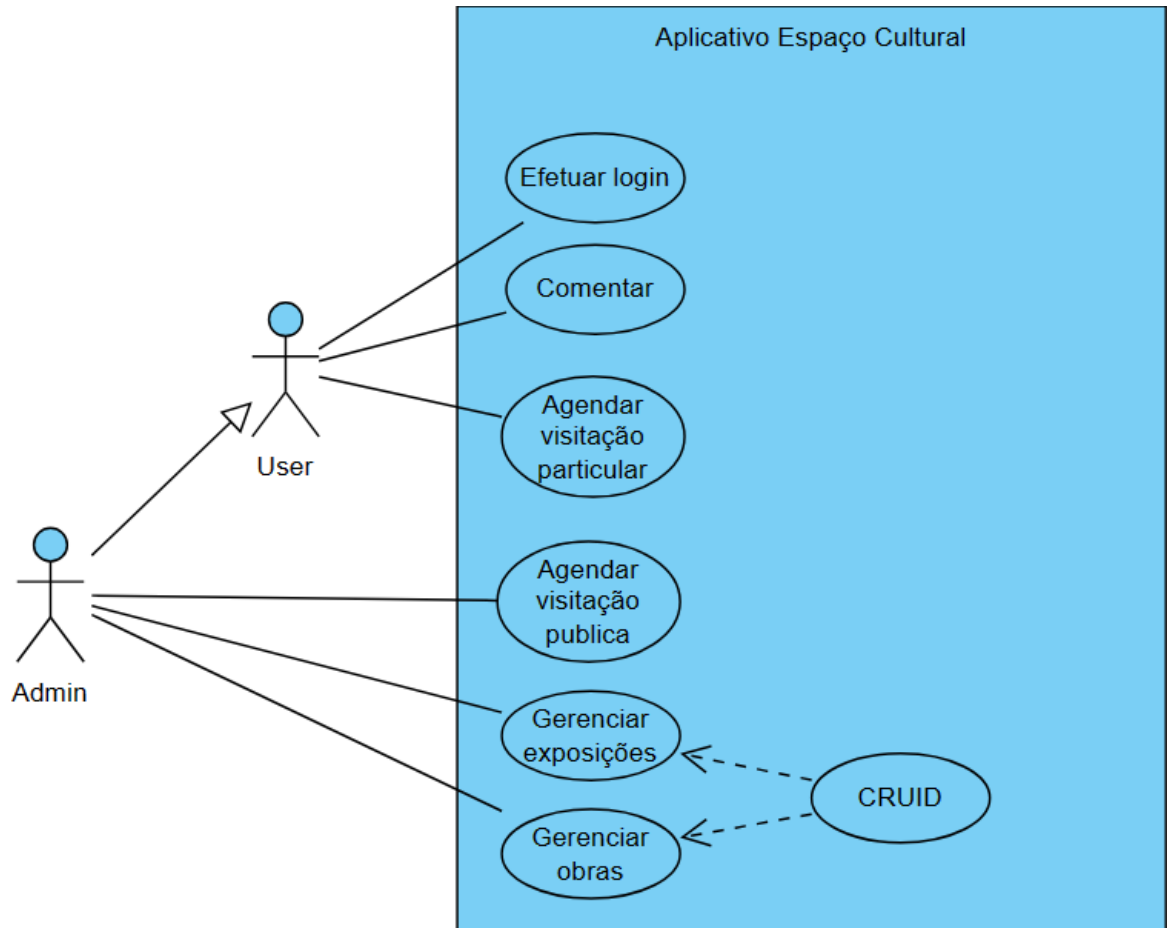 Aplicativo Espaço Cultural
Efetuar login
Comentar
User
Agendar
visitação
particular
Agendar
visitação
publica
Admin
Gerenciar
exposições
CRUID
Gerenciar
obras